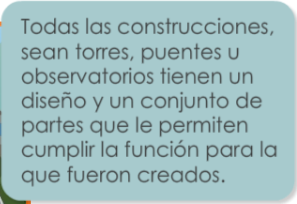 Todas las construcciones,
sean torres, puentes u
observatorios tienen un
diseño y un conjunto de
partes que le permiten
cumplir la función para la
que fueron creados.